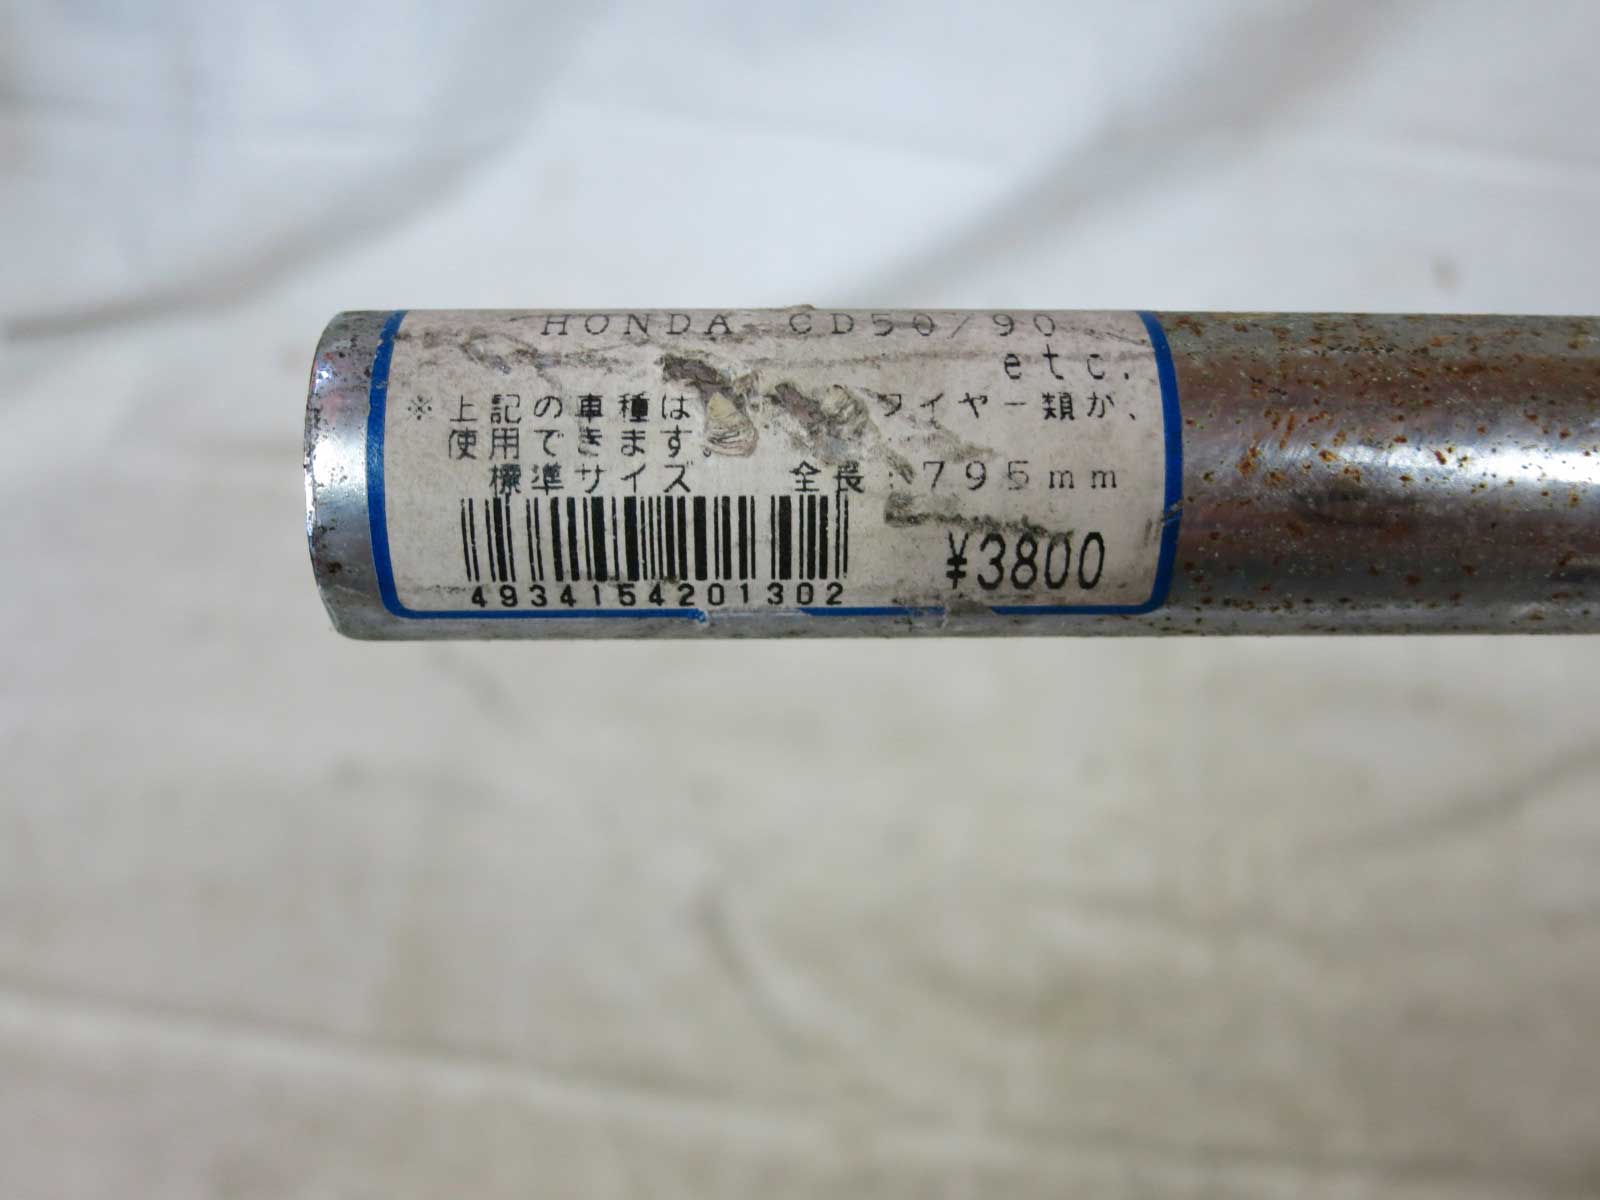 HONDA CD50/90
etc.
※上記の車種は ワイヤー類が、
使用できます。
標準サイズ 全長:795mm
4934154201302
¥3800